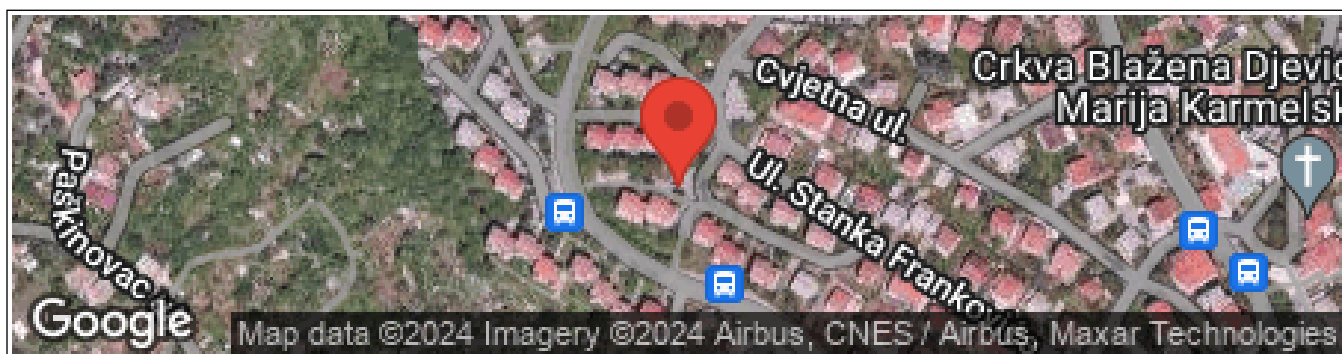 Crkva Blažena Djevic
Marija Karmelsk
Cvjetna ul.
Ul. Stanka Franković
Paškinovac
Google
Map data ©2024 Imagery ©2024 Airbus, CNES / Airbus, Maxar Technologies